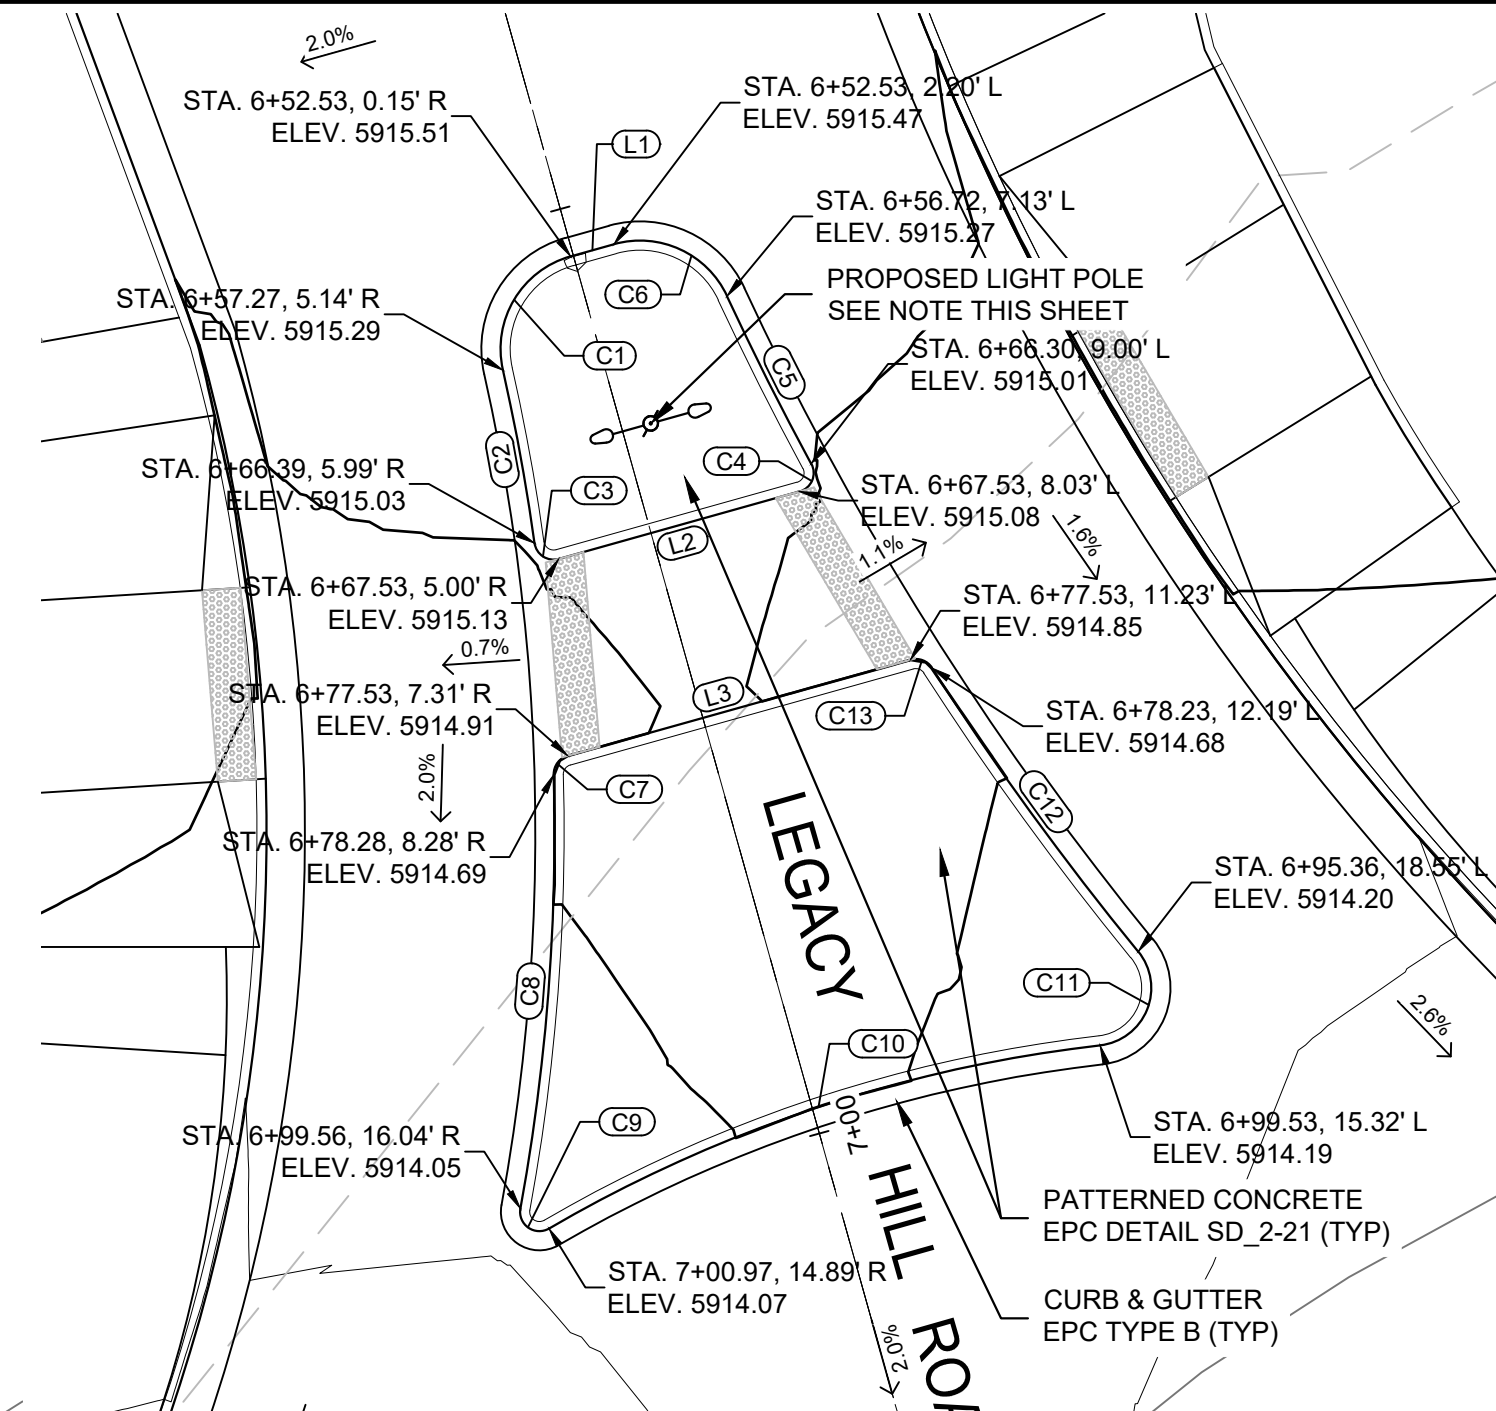 2.0%
STA. 6+52.53, 0.15' R
ELEV. 5915.51
STA. 6+52.53, 2.20' L
ELEV. 5915.47
L1
STA. 6+56.72, 7.13' L
ELEV. 5915.27
PROPOSED LIGHT POLE
SEE NOTE THIS SHEET
C6
STA. 6+57.27, 5.14' R
ELEV. 5915.29
C1
C5
STA. 6+66.30, 9.00' L
ELEV. 5915.01
C2
C4
STA. 6+66.39, 5.99' R
ELEV. 5915.03
C3
STA. 6+67.53, 8.03' L
ELEV. 5915.08
L2
1.1%
1.6%
STA. 6+67.53, 5.00' R
ELEV. 5915.13
STA. 6+77.53, 11.23' L
ELEV. 5914.85
0.7%
STA. 6+77.53, 7.31' R
ELEV. 5914.91
L3
C13
STA. 6+78.23, 12.19' L
ELEV. 5914.68
2.0%
C7
C12
STA. 6+78.28, 8.28' R
ELEV. 5914.69
STA. 6+95.36, 18.55' L
ELEV. 5914.20
C8
C11
2.6%
C10
7+00
C9
STA. 6+99.56, 16.04' R
ELEV. 5914.05
STA. 6+99.53, 15.32' L
ELEV. 5914.19
PATTERNED CONCRETE
EPC DETAIL SD_2-21 (TYP)
STA. 7+00.97, 14.89' R
ELEV. 5914.07
CURB & GUTTER
EPC TYPE B (TYP)
2.0%
LEGACY HILL ROA